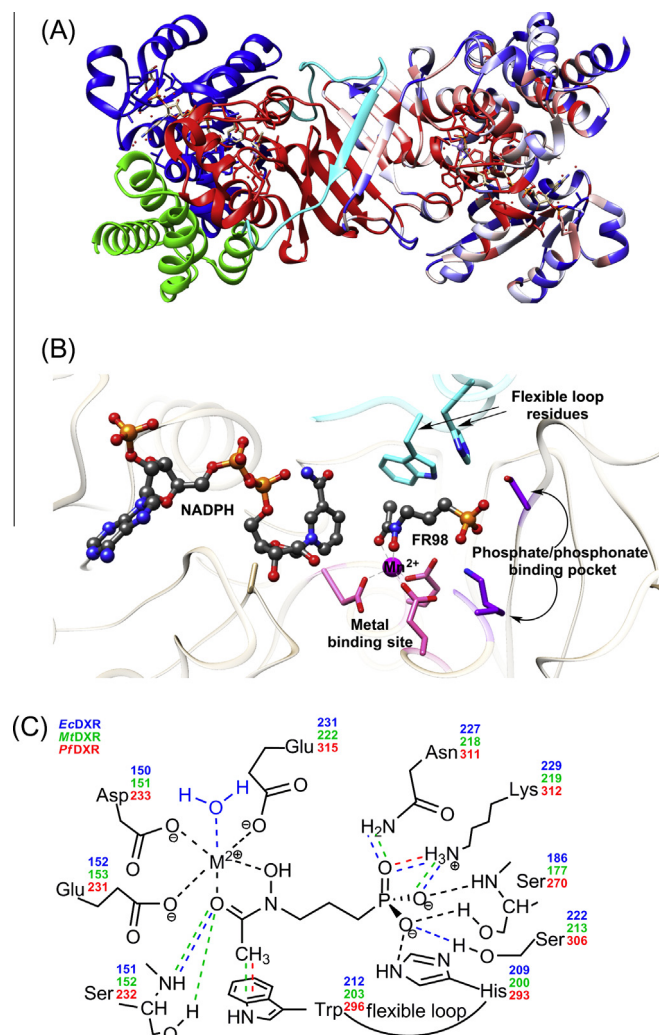 (A)
(B)
Flexible loop
residues
NADPH
FR98
Mn2+
Phosphate/phosphonate
binding pocket
Metal
binding site
(C)
EcDXR
MtDXR
PfDXR
231
222
Glu 315
150
151
Asp 233
152
153
Glu 231
151
152
Ser 232
227
218
Asn 311
229
219
Lys 312
186
177
Ser 270
222
213
Ser 306
209
200
His 293
212
203
Trp 296 flexible loop
H H
O
O
O
⊖
O
O
⊖
M2⊕
OH
O
O
⊖
O
N
CH3
NH
O H
HN
H2N
O
O
H3N
⊕
P
O
⊖
O
⊖
HN
H
O
H
O
HN N